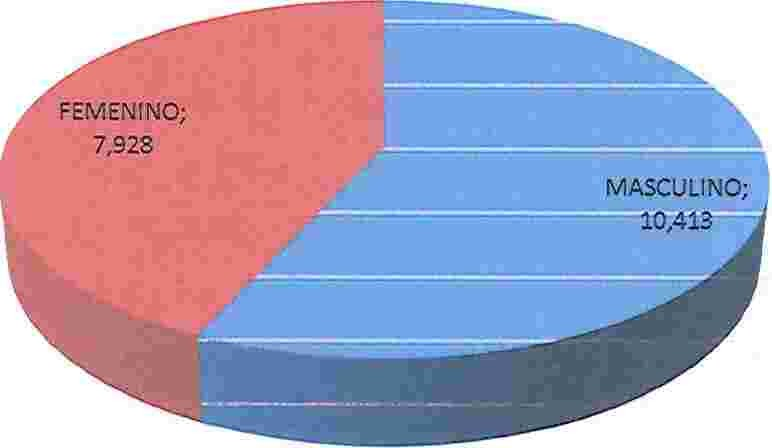 FEMENINO;
7,928
MASCULINO;
10,413